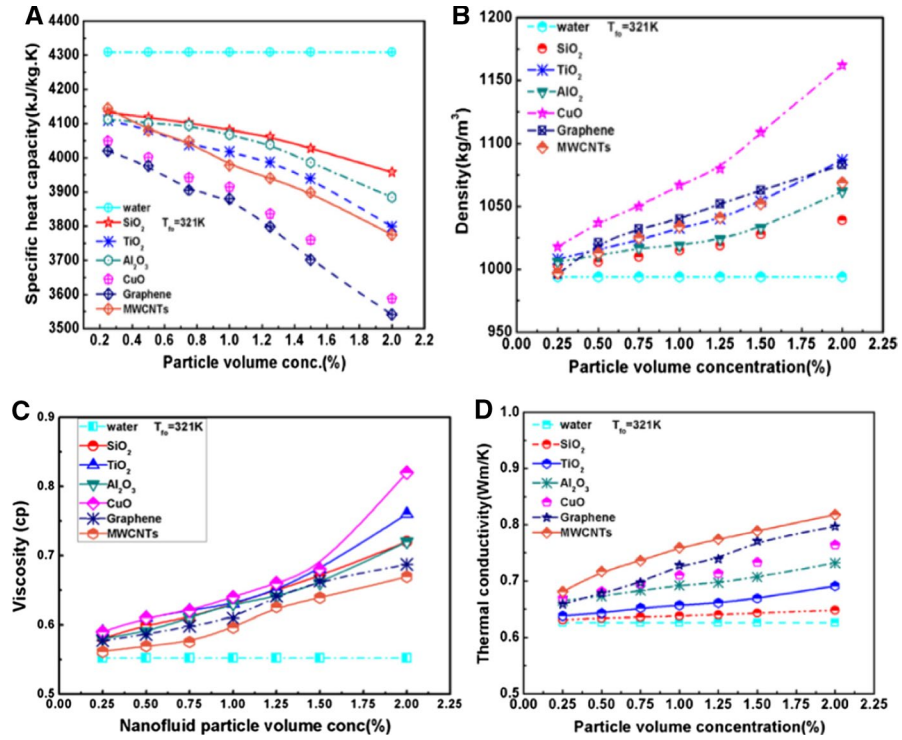 A
Specific heat capacity(kJ/kg.K)
4400
4300
4200
4100
4000
3900
3800
3700
3600
3500
water
SiO₂ Tfo=321K
TiO₂
Al₂O₃
CuO
Graphene
MWCNTs
0.2 0.4 0.6 0.8 1.0 1.2 1.4 1.6 1.8 2.0 2.2
Particle volume conc.(%)
B
Density(kg/m³)
1200
1150
1100
1050
1000
950
water Tfo=321K
SiO₂
TiO₂
AlO₂
CuO
Graphene
MWCNTs
0.00 0.25 0.50 0.75 1.00 1.25 1.50 1.75 2.00 2.25
Particle volume concentration(%)
C
Viscosity (cp)
0.9
0.8
0.7
0.6
0.5
water Tfo=321K
SiO₂
TiO₂
Al₂O₃
CuO
Graphene
MWCNTs
0.00 0.25 0.50 0.75 1.00 1.25 1.50 1.75 2.00 2.25
Nanofluid particle volume conc(%)
D
Thermal conductivity(Wm/K)
1.0
0.9
0.8
0.7
0.6
0.5
water Tfo=321K
SiO₂
TiO₂
Al₂O₃
CuO
Graphene
MWCNTs
0.00 0.25 0.50 0.75 1.00 1.25 1.50 1.75 2.00 2.25
Particle volume concentration(%)